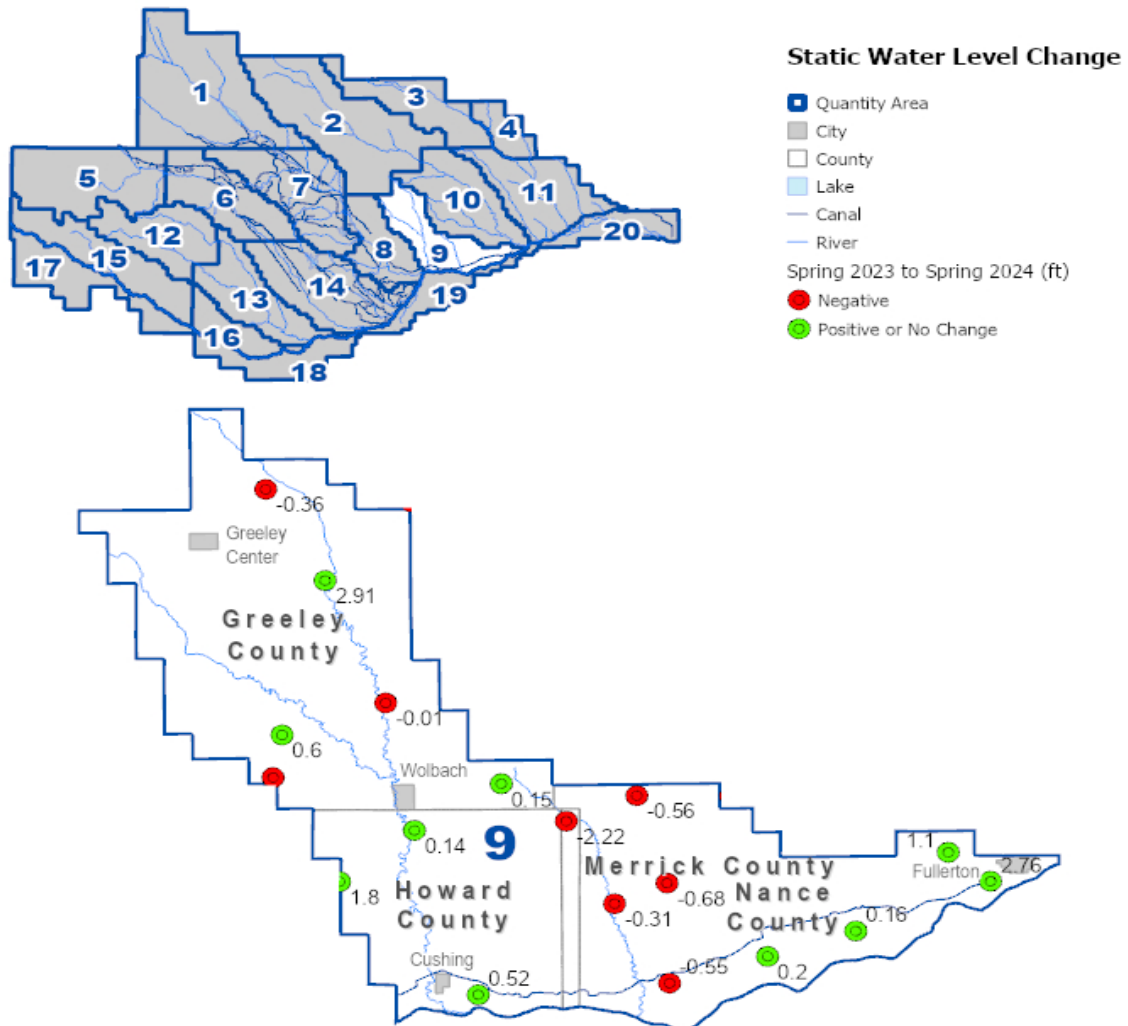 1
2
3
4
5
6
7
8
9
10
11
12
13
14
15
16
17
18
19
20
Static Water Level Change
Quantity Area
City
County
Lake
Canal
River
Spring 2023 to Spring 2024 (ft)
Negative
Positive or No Change
-0.36
Greeley
Center
2.91
Greeley
County
-0.01
0.6
Wolbach
0.15
-0.56
0.14
9
-2.22
1.1
Merrick County
Fullerton
2.76
1.8
Howard
County
-0.68
Nance
County
-0.31
0.16
Cushing
0.52
-0.55
0.2